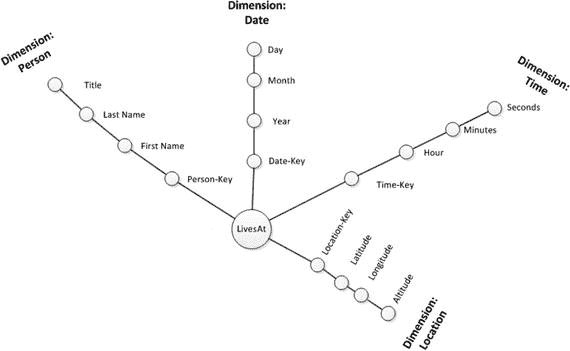 Dimension:
Date
Day
Month
Year
Date-Key
Dimension:
Person
Title
Last Name
First Name
Person-Key
Dimension:
Time
Seconds
Minutes
Hour
Time-Key
LivesAt
Location-Key
Latitude
Longitude
Altitude
Dimension:
Location